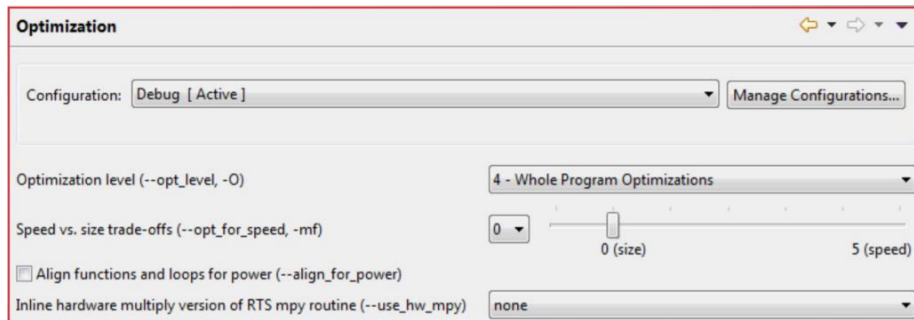 Optimization
Configuration: Debug [ Active ] Manage Configurations...
Optimization level (--opt_level, -O) 4 - Whole Program Optimizations
Speed vs. size trade-offs (--opt_for_speed, -mf) 0
0 (size) 5 (speed)
Align functions and loops for power (--align_for_power)
Inline hardware multiply version of RTS mpy routine (--use_hw_mpy) none